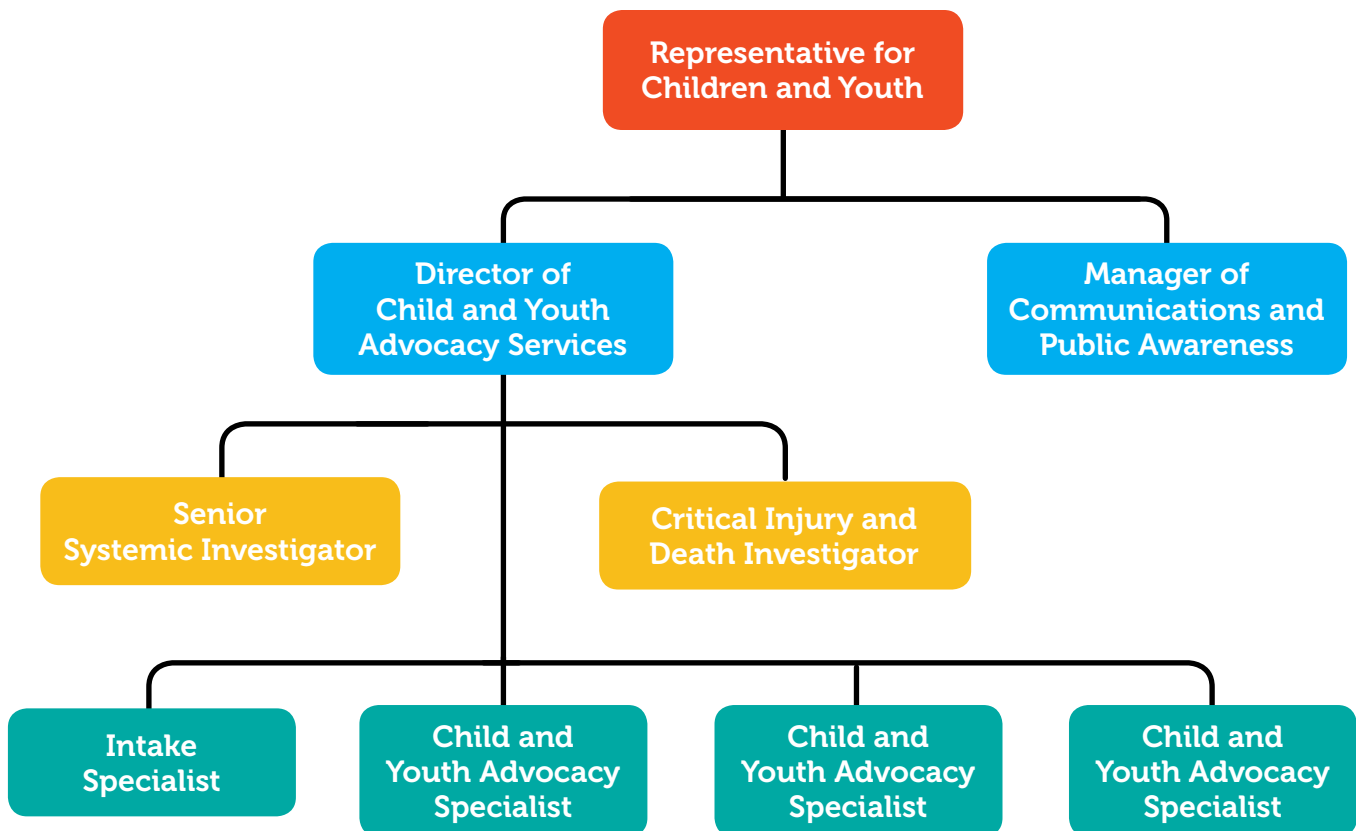 Representative for
Children and Youth
Director of
Child and Youth
Advocacy Services
Manager of
Communications and
Public Awareness
Senior
Systemic Investigator
Critical Injury and
Death Investigator
Intake
Specialist
Child and
Youth Advocacy
Specialist
Child and
Youth Advocacy
Specialist
Child and
Youth Advocacy
Specialist